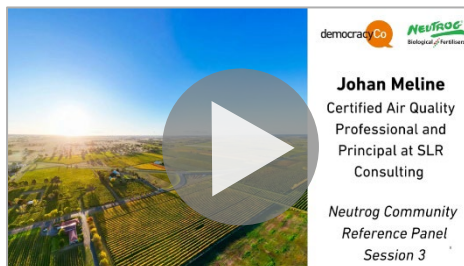 democracyCo
NEUTROG
Biological Fertilisers
Johan Meline
Certified Air Quality
Professional and
Principal at SLR
Consulting
Neutrog Community
Reference Panel
Session 3